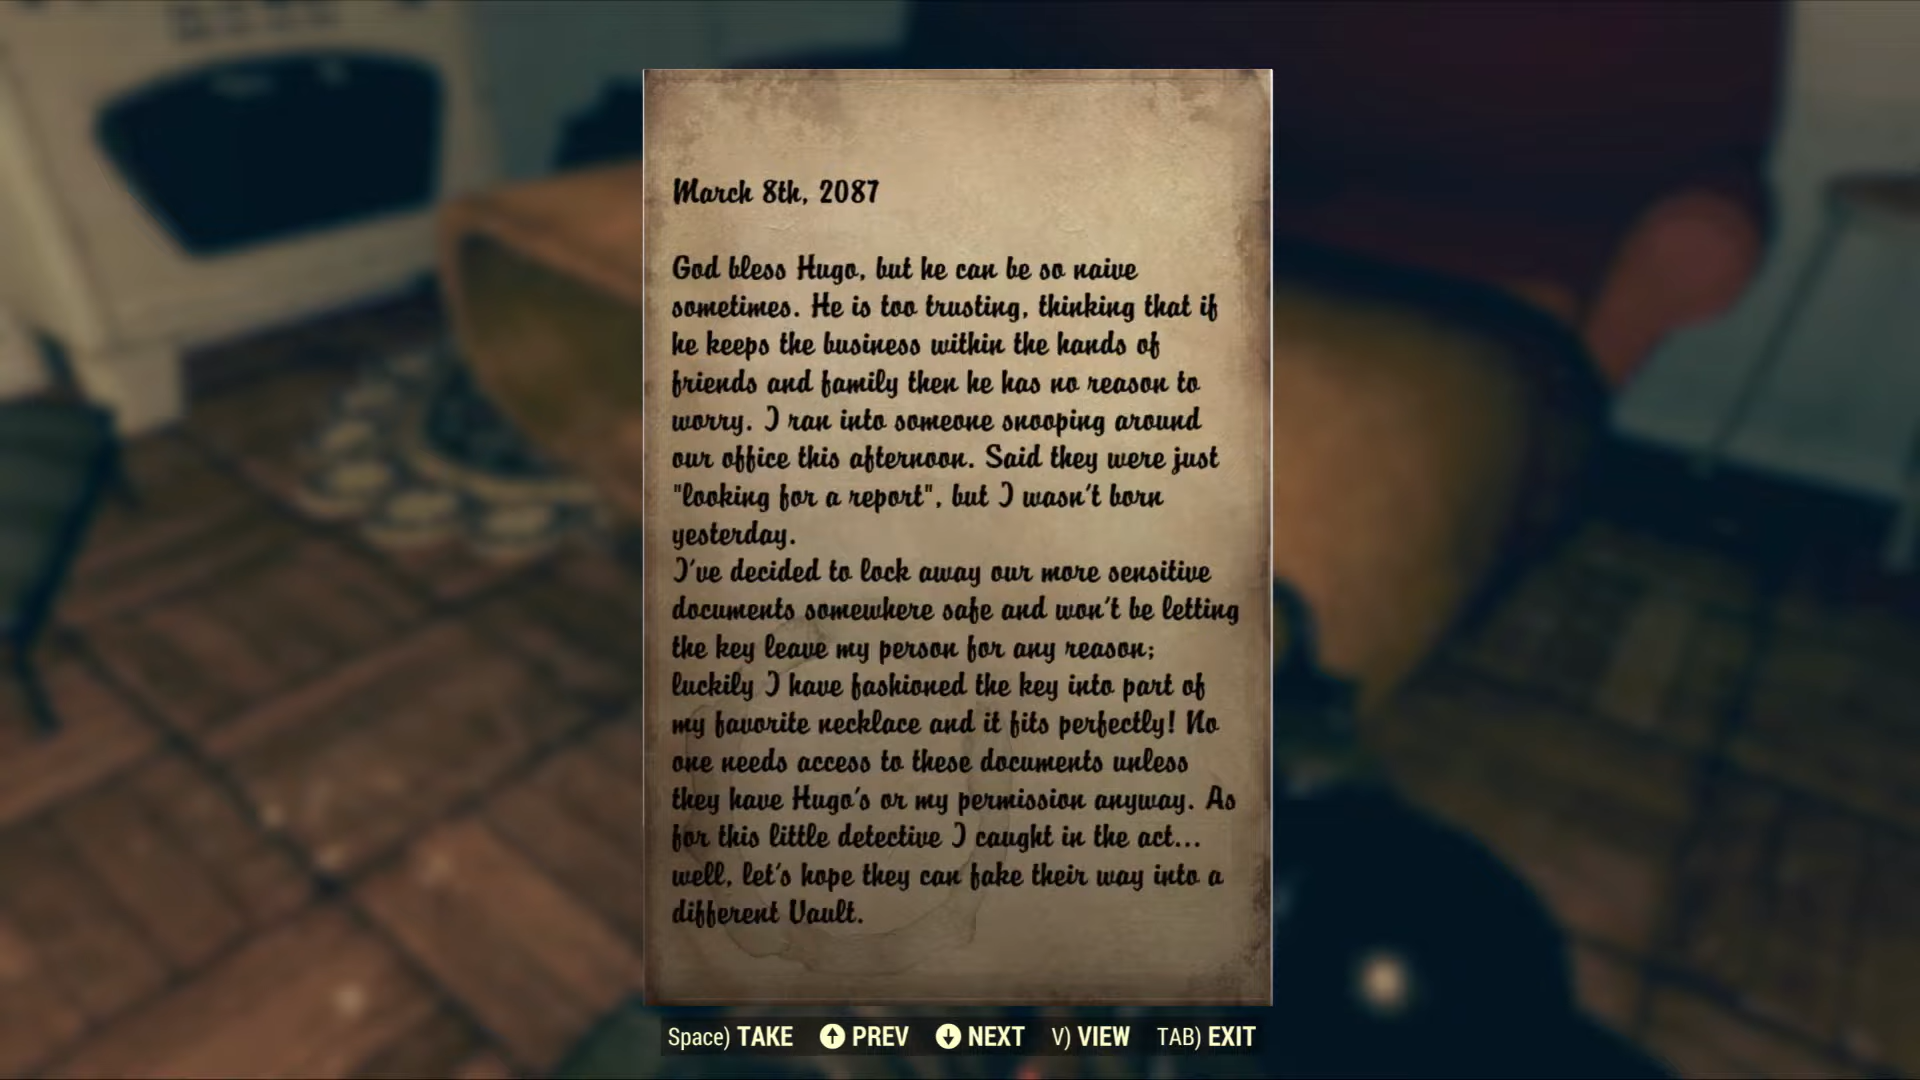 March 8th, 2087
God bless Hugo, but he can be so naive
sometimes. He is too trusting, thinking that if
he keeps the business within the hands of
friends and family then he has no reason to
worry. I ran into someone snooping around
our office this afternoon. Said they were just
"looking for a report", but I wasn't born
yesterday.
I've decided to lock away our more sensitive
documents somewhere safe and won't be letting
the key leave my person for any reason;
luckily I have fashioned the key into part of
my favorite necklace and it fits perfectly! No
one needs access to these documents unless
they have Hugo's or my permission anyway. As
for this little detective I caught in the act...
well, let's hope they can fake their way into a
different Vault.
Space) TAKE PREV NEXT V) VIEW TAB) EXIT